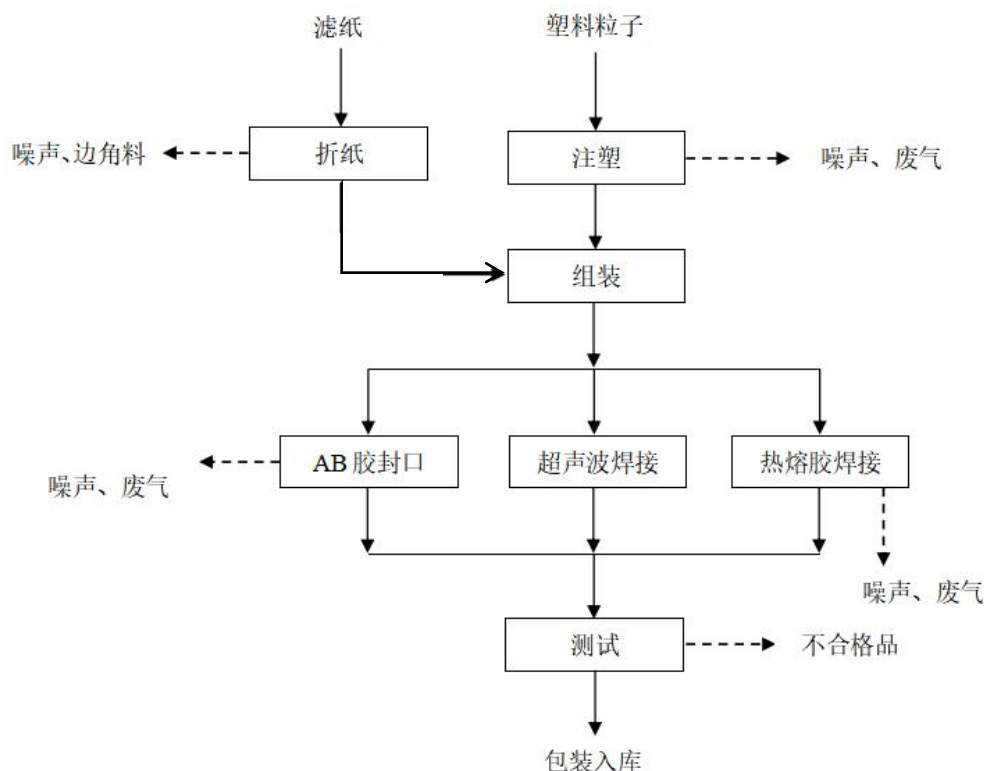 滤纸
塑料粒子
噪声、边角料
折纸
注塑
噪声、废气
组装
AB 胶封口
超声波焊接
热熔胶焊接
噪声、废气
噪声、废气
测试
不合格品
包装入库